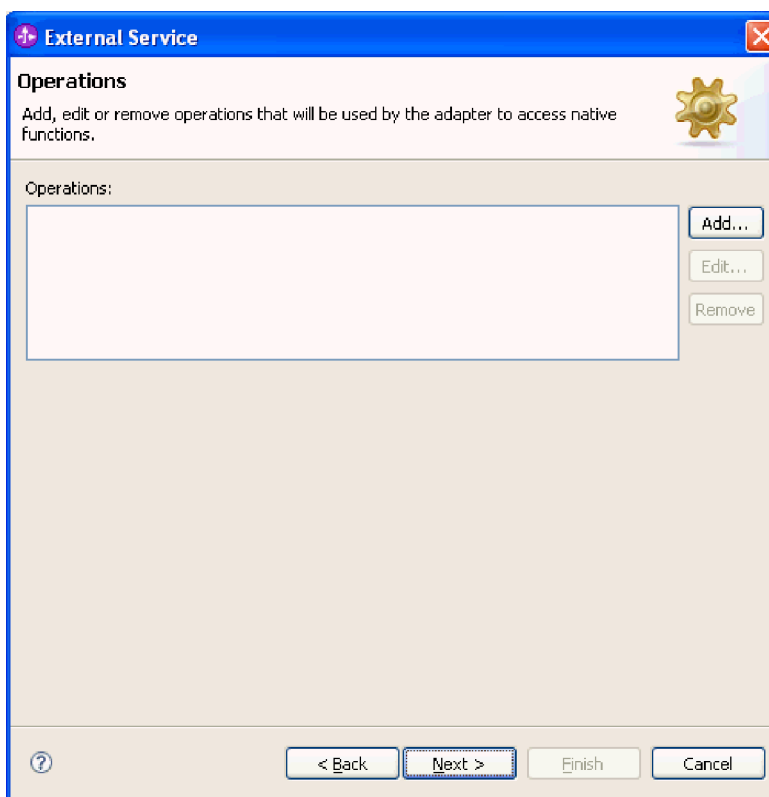 External Service
Operations
Add, edit or remove operations that will be used by the adapter to access native
functions.
Operations:
Add...
Edit...
Remove
?
< Back
Next >
Finish
Cancel